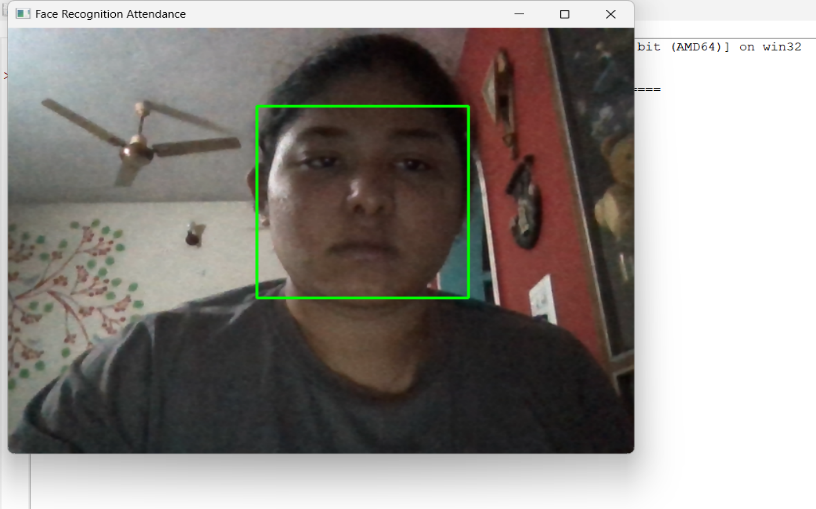 Face Recognition Attendance
bit (AMD64)] on win32
====